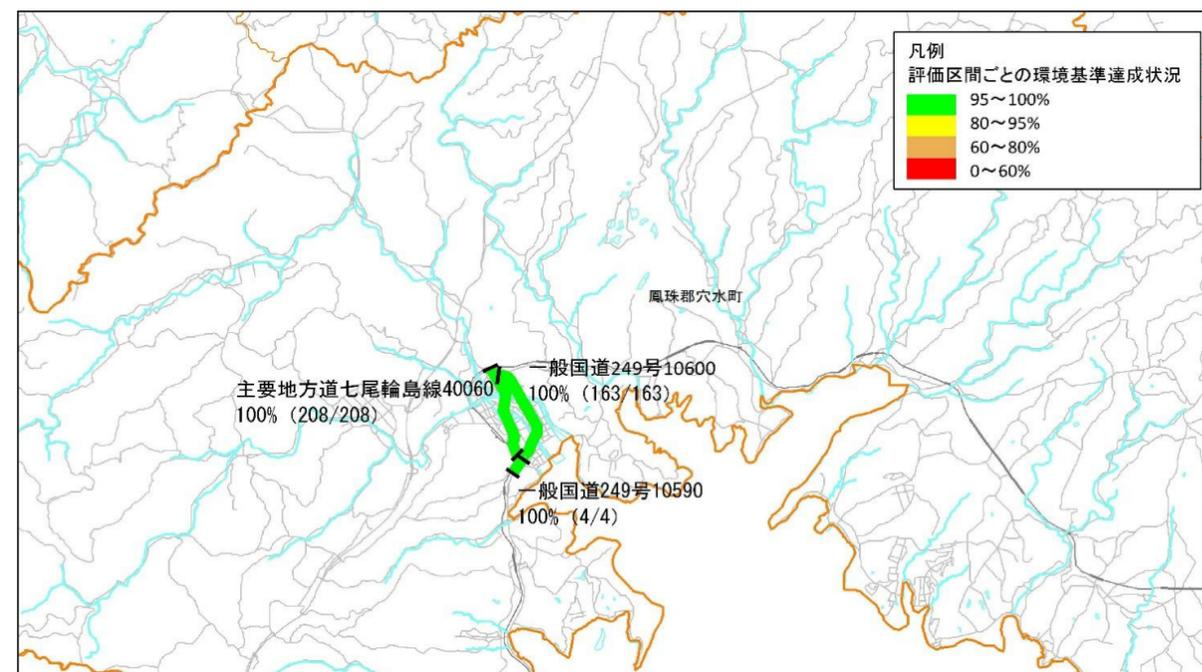 凡例
評価区間ごとの環境基準達成状況
95～100%
80～95%
60～80%
0～60%
鳳珠郡穴水町
一般国道249号10600
100% (163/163)
主要地方道七尾輪島線40060
100% (208/208)
一般国道249号10590
100% (4/4)